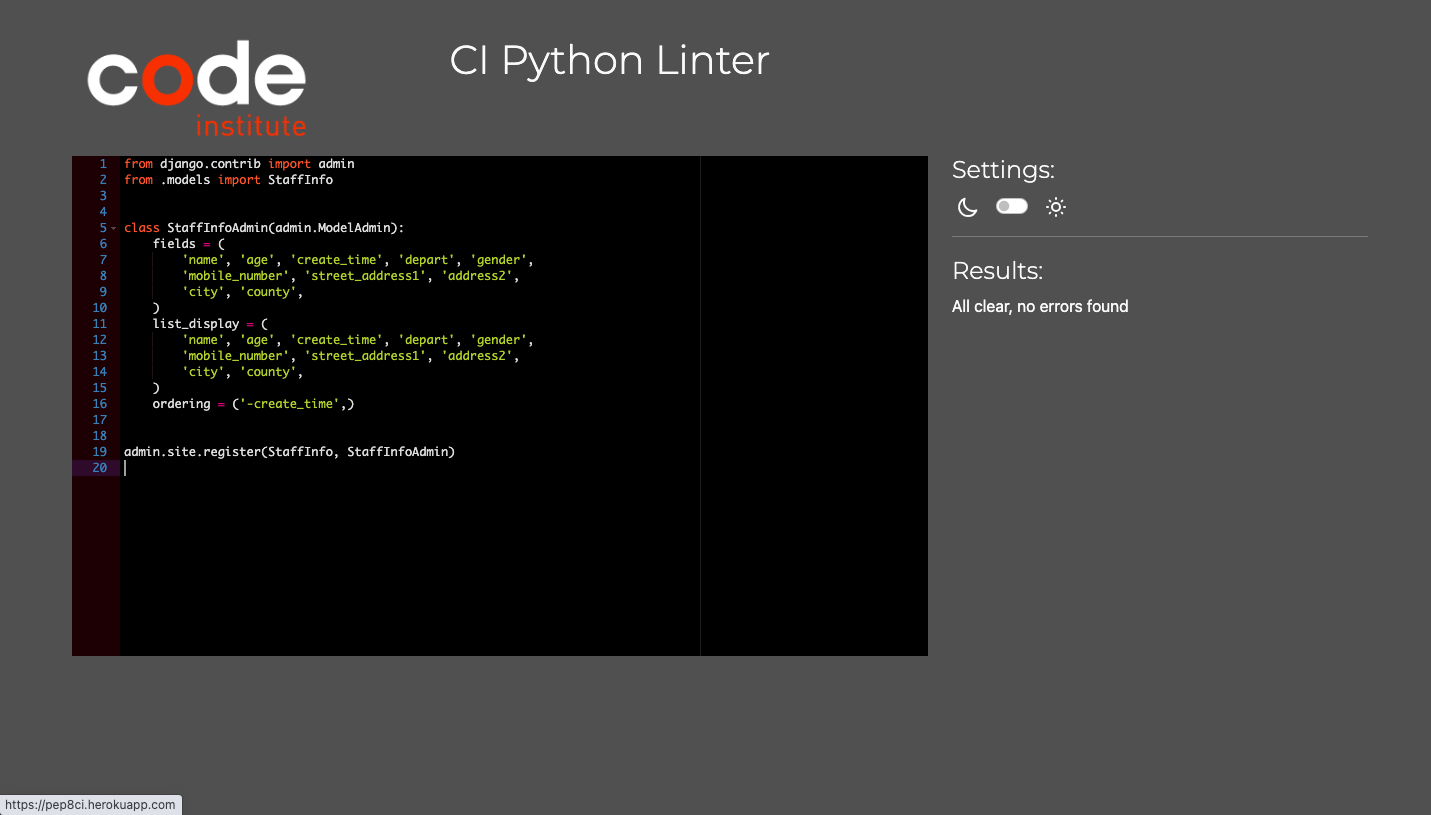 code
institute
CI Python Linter
1 from django.contrib import admin
2 from .models import StaffInfo
3
4
5 class StaffInfoAdmin(admin.ModelAdmin):
6     fields = (
7         'name', 'age', 'create_time', 'depart', 'gender',
8         'mobile_number', 'street_address1', 'address2',
9         'city', 'county',
10     )
11     list_display = (
12         'name', 'age', 'create_time', 'depart', 'gender',
13         'mobile_number', 'street_address1', 'address2',
14         'city', 'county',
15     )
16     ordering = ('-create_time',)
17
18
19 admin.site.register(StaffInfo, StaffInfoAdmin)
20
Settings:
Results:
All clear, no errors found
https://pep8ci.herokuapp.com